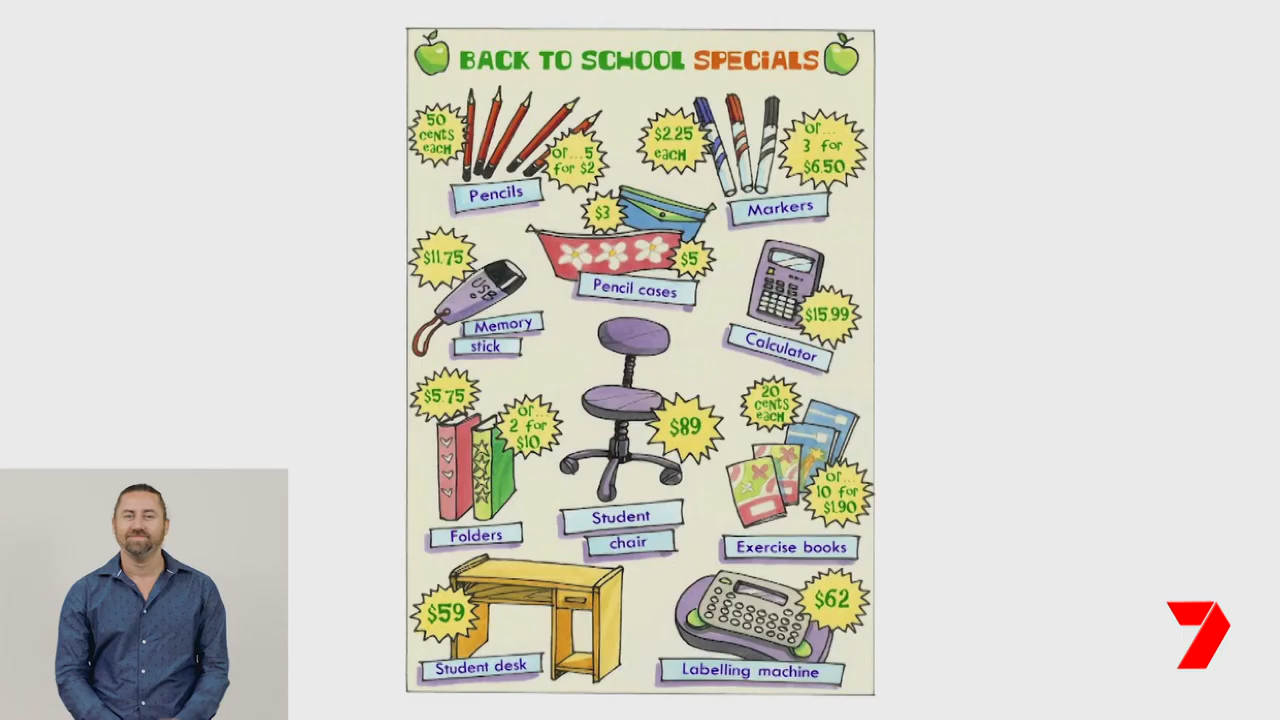 BACK TO SCHOOL SPECIALS
50
cents
each
or...5
for $2
Pencils
$2.25
each
or...
3 for
$6.50
Markers
$3
$5
Pencil cases
$11.75
USB
Memory
stick
$15.99
Calculator
$5.75
or...
2 for
$10
Folders
$89
Student
chair
20
cents
each
or...
10 for
$1.90
Exercise books
$59
Student desk
$62
Labelling machine
7